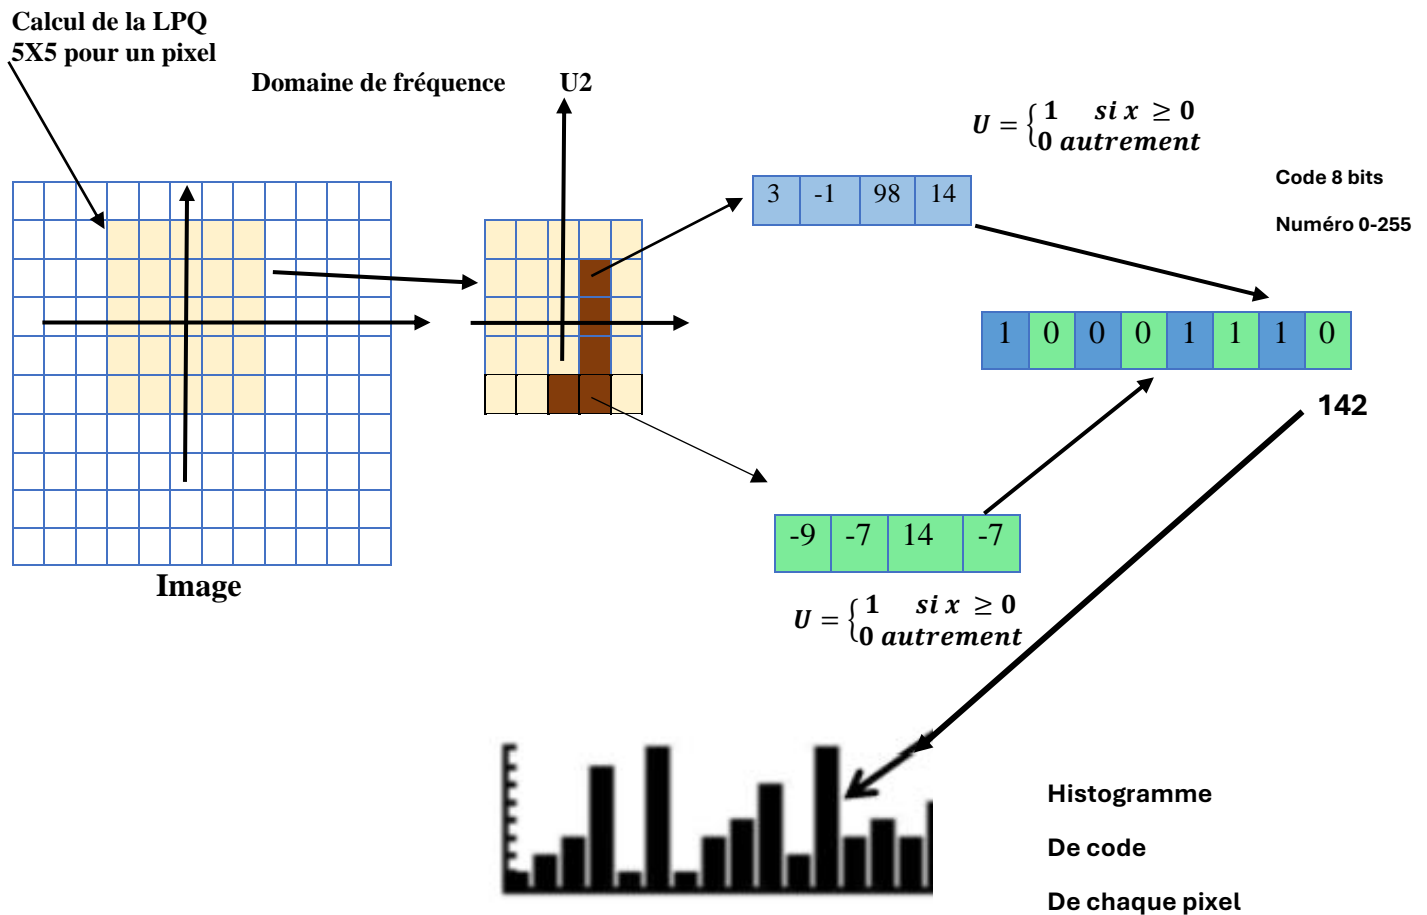 Calcul de la LPQ
5X5 pour un pixel
Domaine de fréquence
U2
U = {1 si x ≥ 0
0 autrement
3 -1 98 14
Code 8 bits
Numéro 0-255
1 0 0 0 1 1 1 0
142
-9 -7 14 -7
Image
U = {1 si x ≥ 0
0 autrement
Histogramme
De code
De chaque pixel